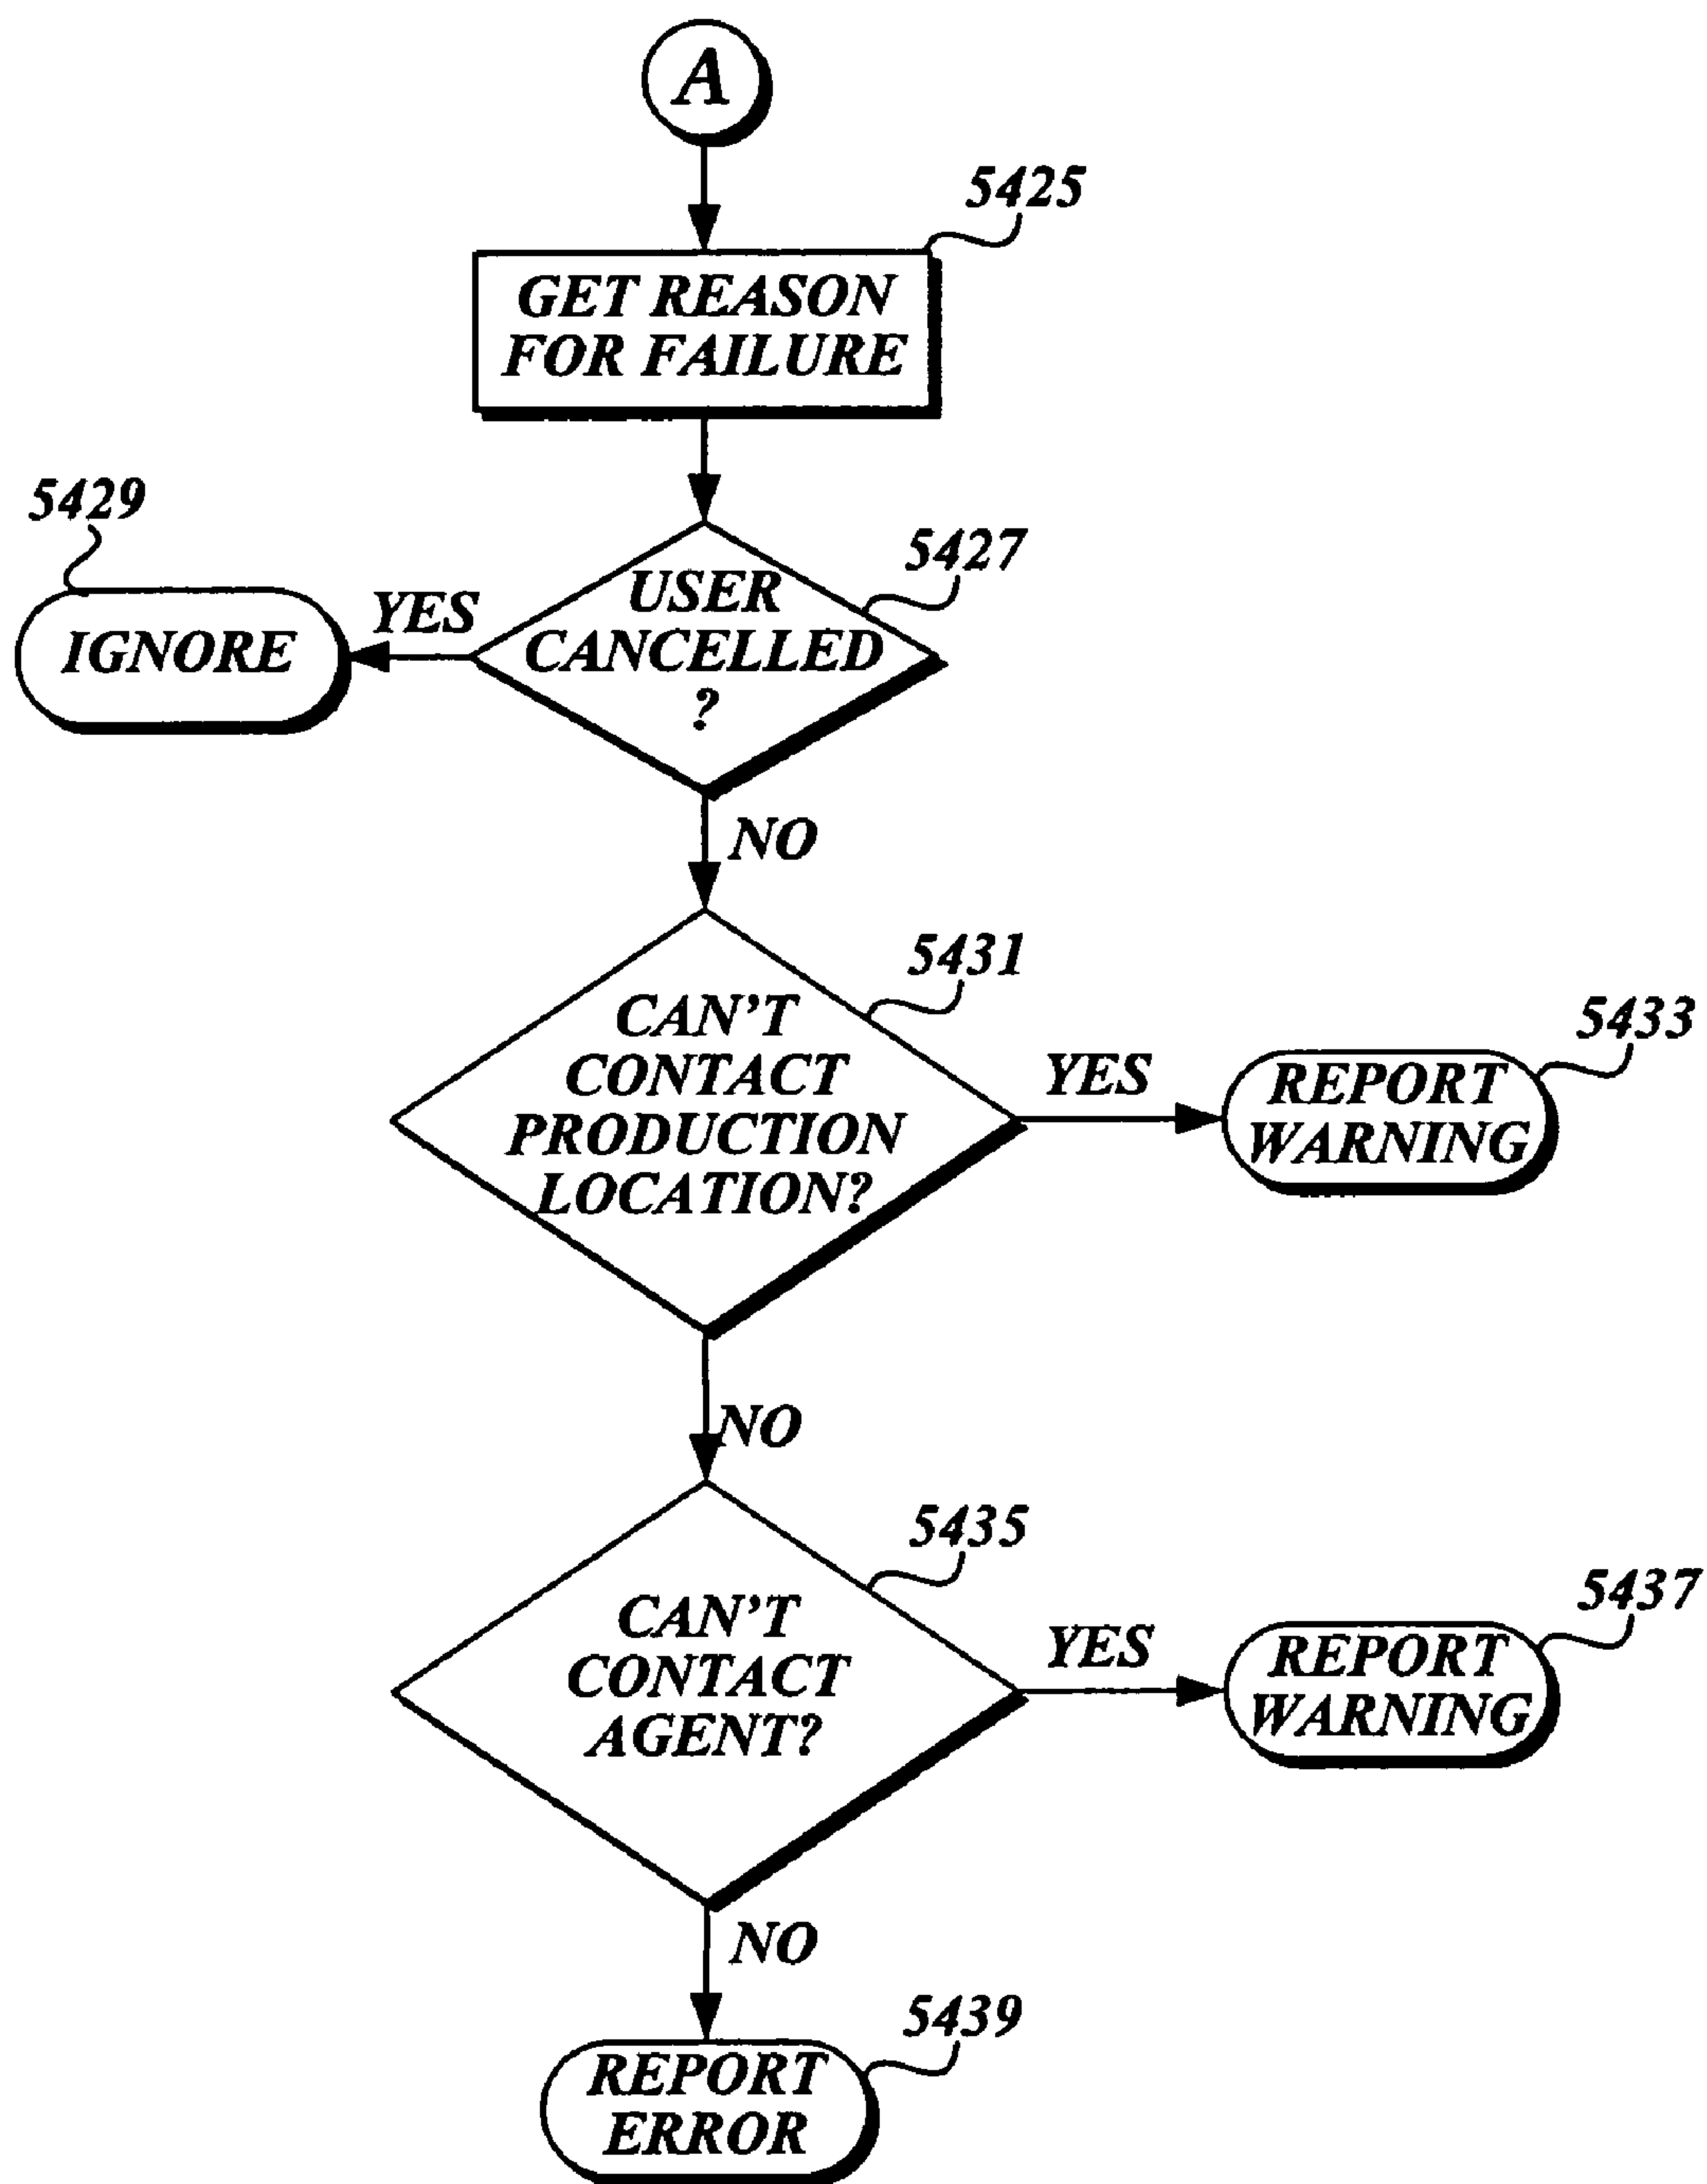 A
5425
GET REASON
FOR FAILURE
5429
5427
USER
CANCELLED
?
YES
IGNORE
NO
5431
CAN'T
CONTACT
PRODUCTION
LOCATION?
YES
5433
REPORT
WARNING
NO
5435
CAN'T
CONTACT
AGENT?
YES
5437
REPORT
WARNING
NO
5439
REPORT
ERROR